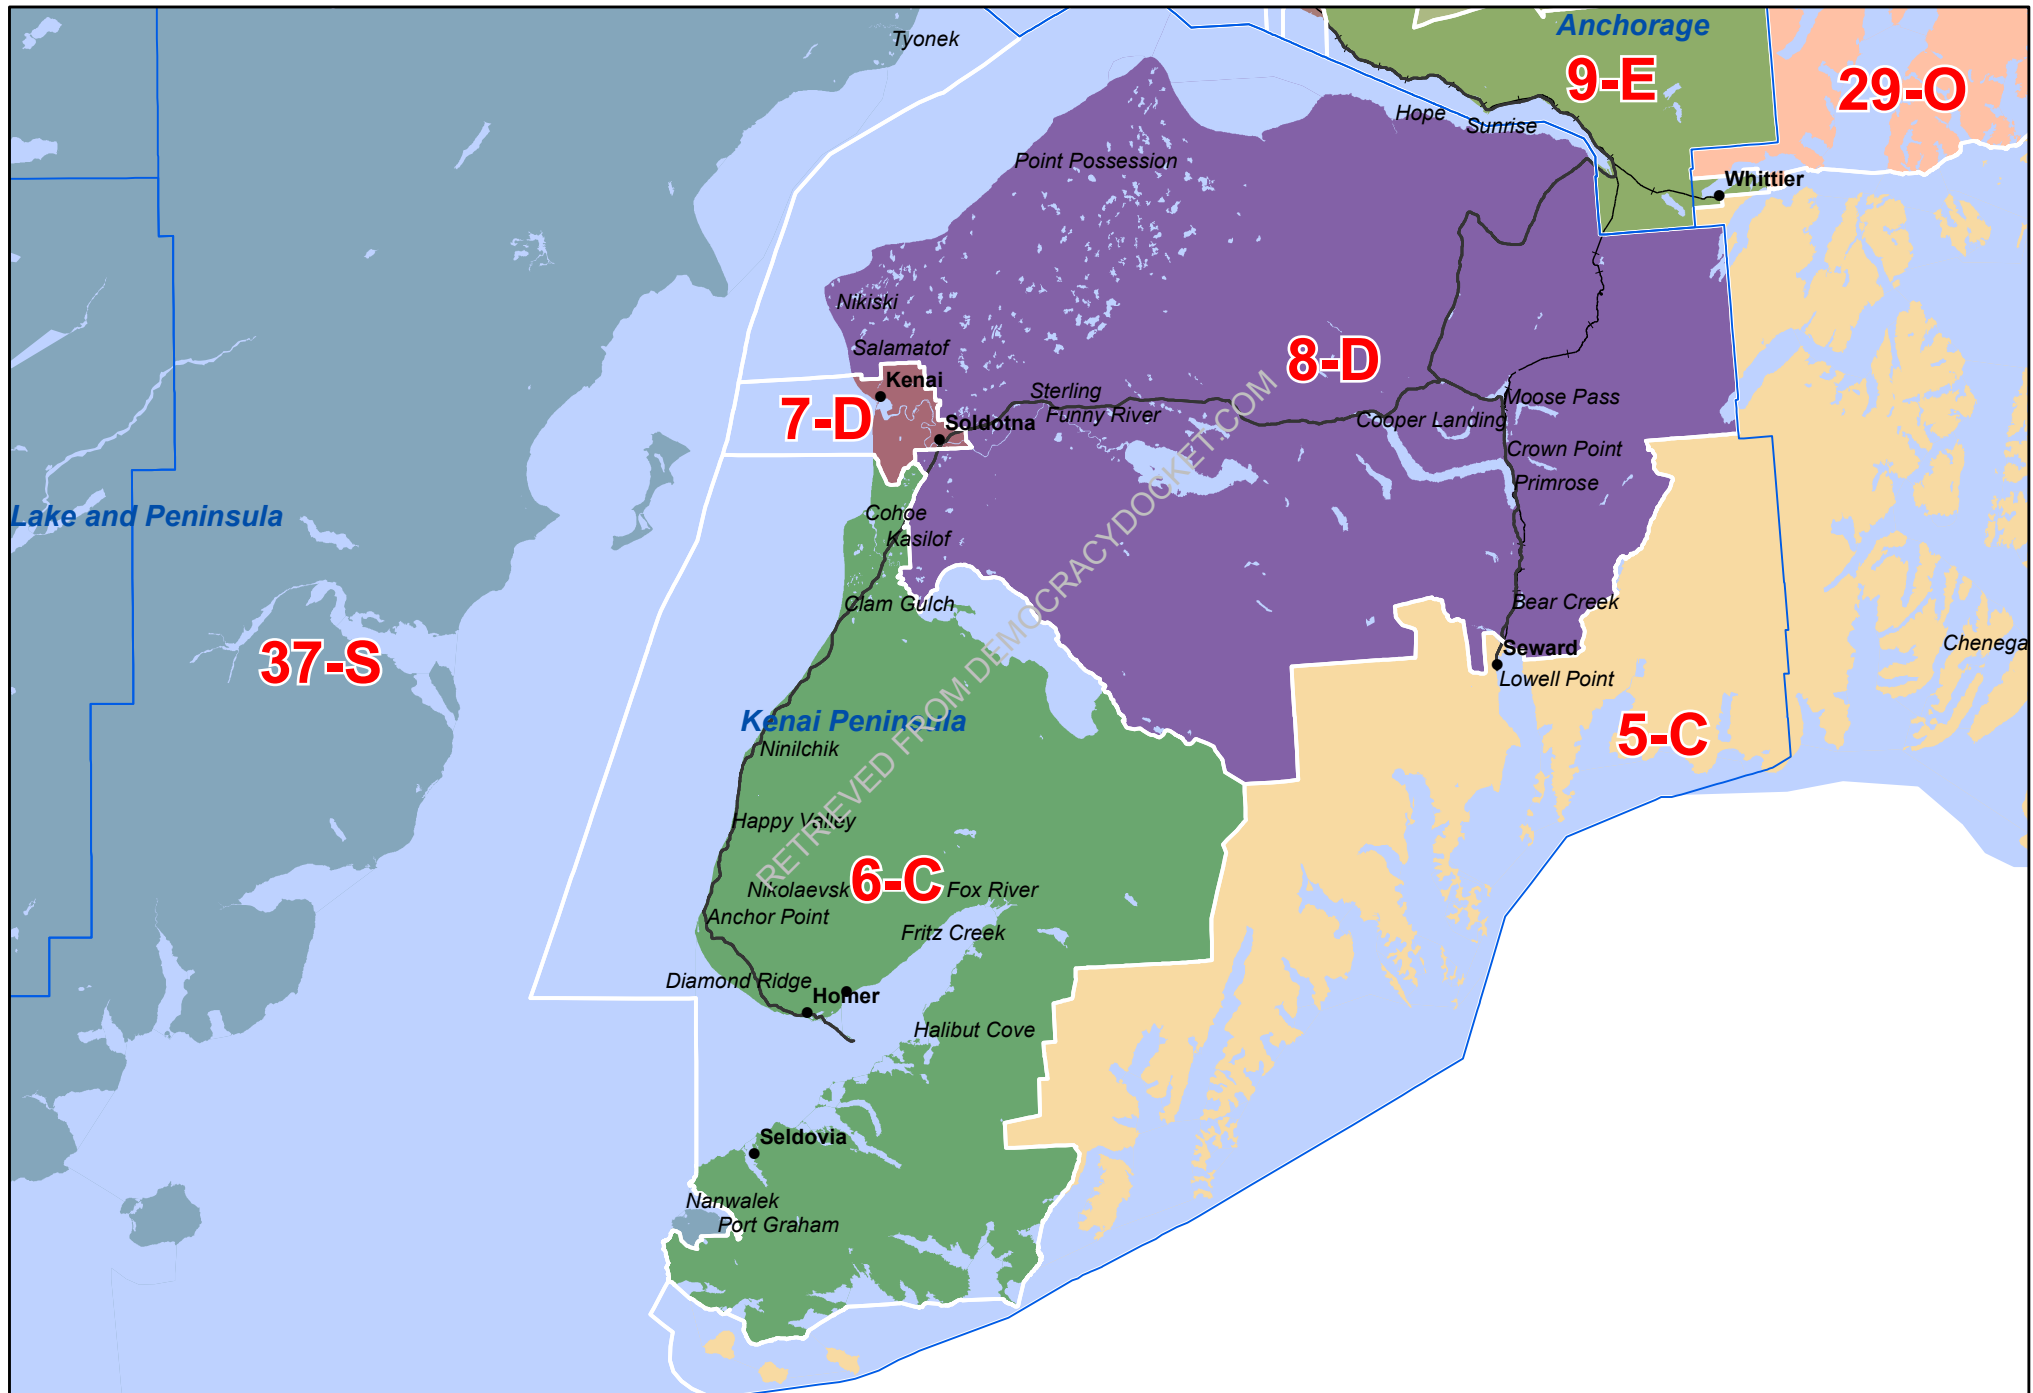 Anchorage
Tyonek
9-E
29-O
Hope
Sunrise
Point Possession
Whittier
Nikiski
Salamatof
8-D
Kenai
Sterling
Moose Pass
7-D
Funny River
Soldotna
Cooper Landing
Crown Point
Primrose
Lake and Peninsula
Cohoe
Kasilof
Clam Gulch
Bear Creek
Chenega
Seward
37-S
Lowell Point
Kenai Peninsula
5-C
Ninilchik
RETRIEVED FROM DEMOCRACYDOCKET.COM
Happy Valley
6-C
Nikolaevsk
Fox River
Anchor Point
Fritz Creek
Diamond Ridge
Homer
Halibut Cove
Seldovia
Nanwalek
Port Graham